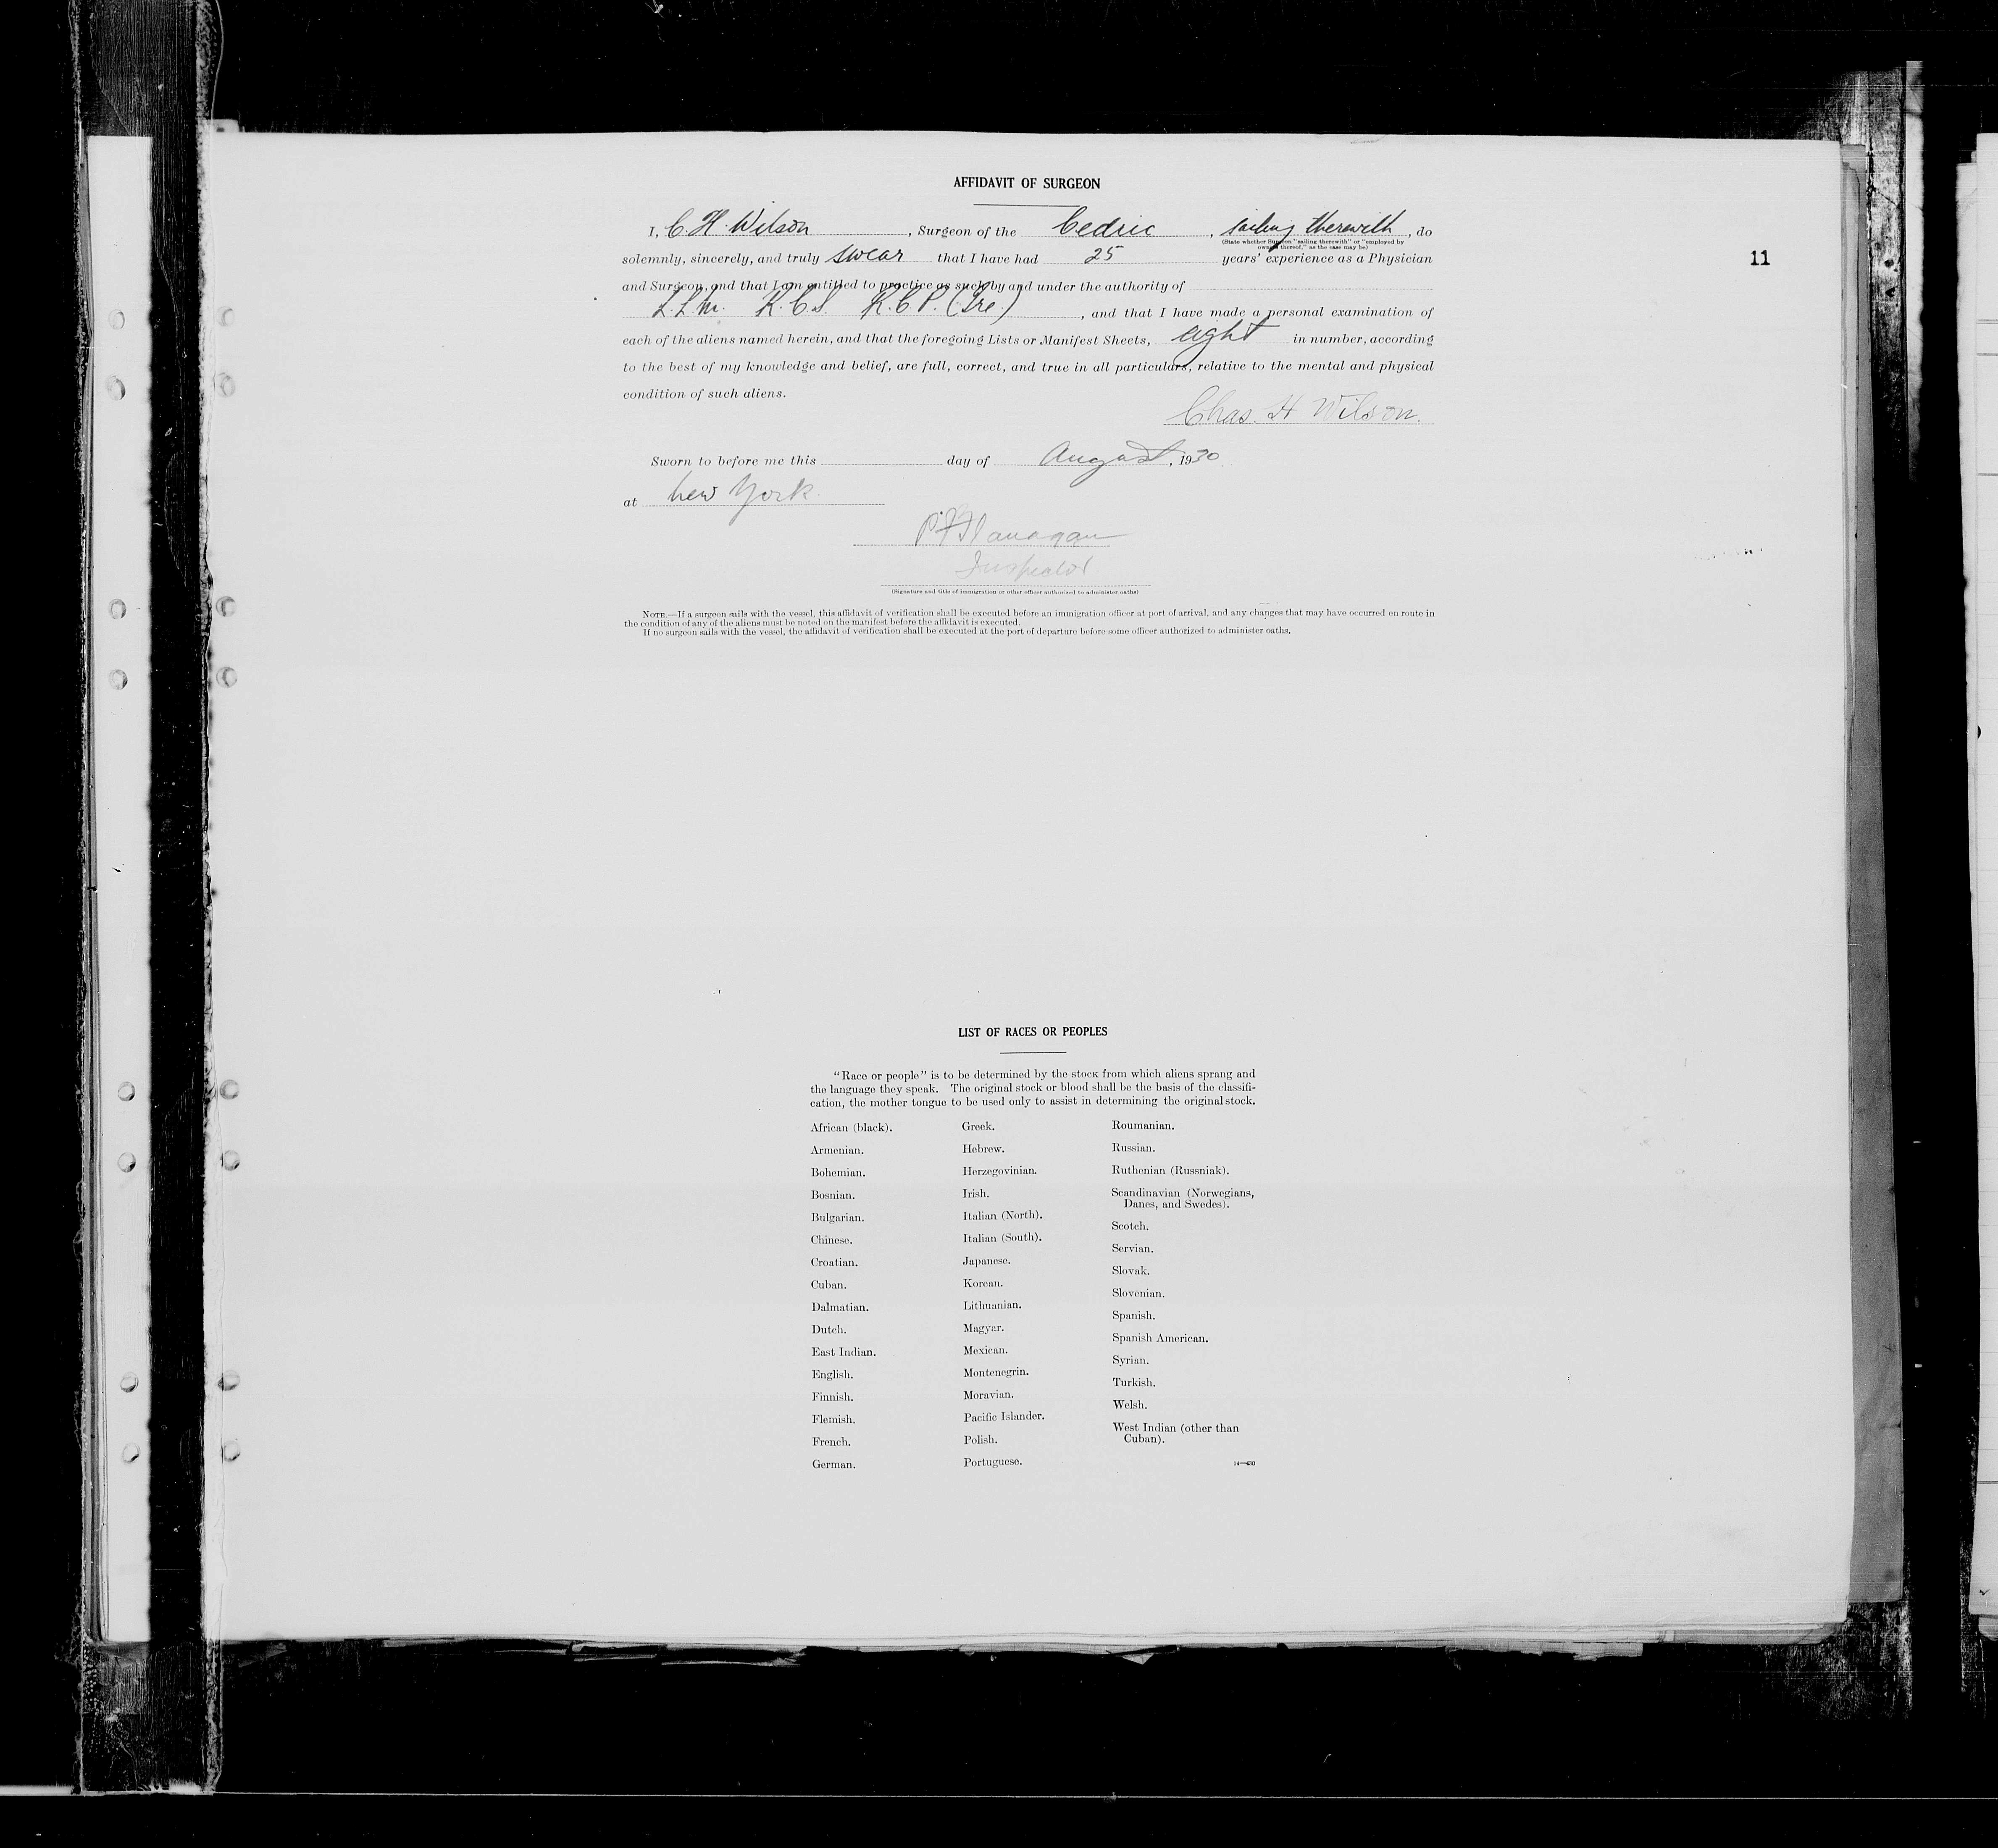 AFFIDAVIT OF SURGEON
I, C. H. Wilson, Surgeon of the Cedric, sailing therewith, do
(State whether Surgeon "sailing therewith" or "employed by
owners thereof," as the case may be)
11
solemnly, sincerely, and truly swear that I have had 25 years' experience as a Physician
and Surgeon, and that I am entitled to practice as such by and under the authority of
L.L.M. R.C.S. R.C.P. (Ire.), and that I have made a personal examination of
each of the aliens named herein, and that the foregoing Lists or Manifest Sheets, eight in number, according
to the best of my knowledge and belief, are full, correct, and true in all particulars, relative to the mental and physical
condition of such aliens.
Chas. H Wilson.
Sworn to before me this day of August, 1930
at New York.
P. Flanagan
Inspector
(Signature and title of immigration or other officer authorized to administer oaths)
NOTE.—If a surgeon sails with the vessel, this affidavit of verification shall be executed before an immigration officer at port of arrival, and any changes that may have occurred en route in
the condition of any of the aliens must be noted on the manifest before the affidavit is executed.
If no surgeon sails with the vessel, the affidavit of verification shall be executed at the port of departure before some officer authorized to administer oaths.
LIST OF RACES OR PEOPLES
"Race or people" is to be determined by the stock from which aliens sprang and
the language they speak. The original stock or blood shall be the basis of the classifi-
cation, the mother tongue to be used only to assist in determining the original stock.
African (black).
Armenian.
Bohemian.
Bosnian.
Bulgarian.
Chinese.
Croatian.
Cuban.
Dalmatian.
Dutch.
East Indian.
English.
Finnish.
Flemish.
French.
German.
Greek.
Hebrew.
Herzegovinian.
Irish.
Italian (North).
Italian (South).
Japanese.
Korean.
Lithuanian.
Magyar.
Mexican.
Montenegrin.
Moravian.
Pacific Islander.
Polish.
Portuguese.
Roumanian.
Russian.
Ruthenian (Russniak).
Scandinavian (Norwegians,
Danes, and Swedes).
Scotch.
Servian.
Slovak.
Slovenian.
Spanish.
Spanish American.
Syrian.
Turkish.
Welsh.
West Indian (other than
Cuban).